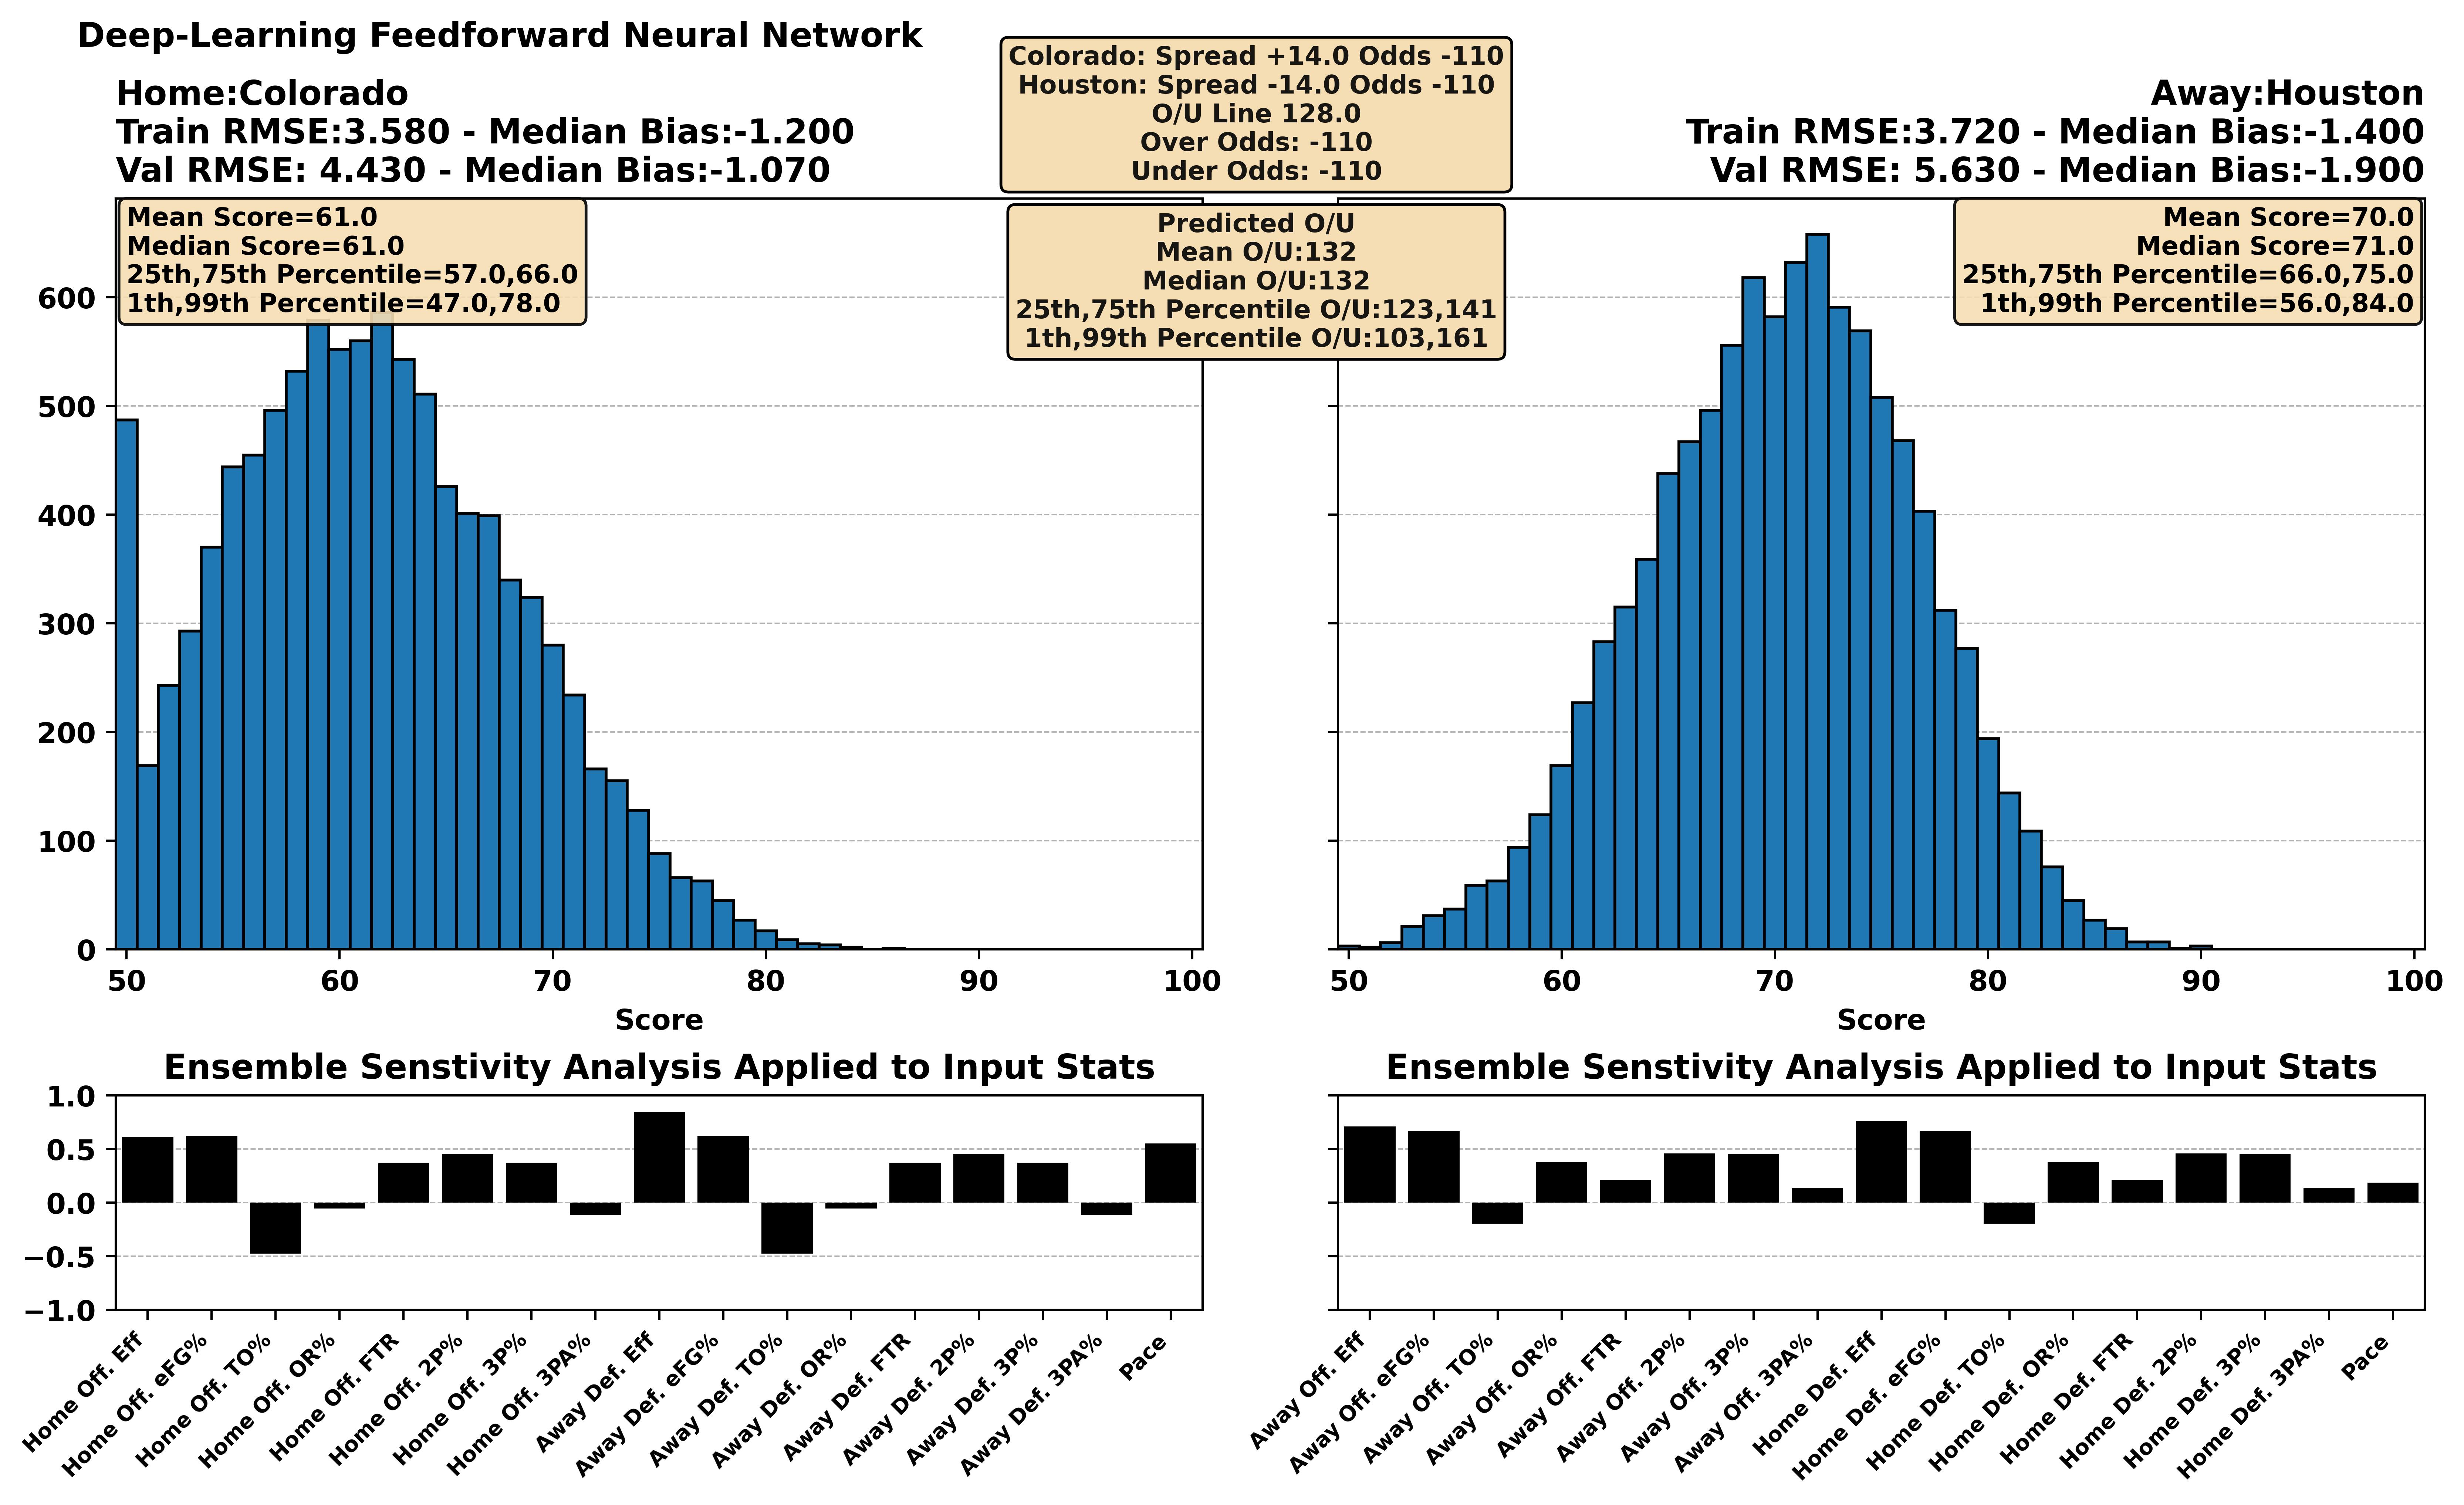 Deep-Learning Feedforward Neural Network
Home:Colorado
Train RMSE:3.580 - Median Bias:-1.200
Val RMSE: 4.430 - Median Bias:-1.070
Colorado: Spread +14.0 Odds -110
Houston: Spread -14.0 Odds -110
O/U Line 128.0
Over Odds: -110
Under Odds: -110
Away:Houston
Train RMSE:3.720 - Median Bias:-1.400
Val RMSE: 5.630 - Median Bias:-1.900
Mean Score=61.0
Median Score=61.0
25th,75th Percentile=57.0,66.0
1th,99th Percentile=47.0,78.0
Predicted O/U
Mean O/U:132
Median O/U:132
25th,75th Percentile O/U:123,141
1th,99th Percentile O/U:103,161
Mean Score=70.0
Median Score=71.0
25th,75th Percentile=66.0,75.0
1th,99th Percentile=56.0,84.0
600
500
400
300
200
100
0
50 60 70 80 90 100
Score
50 60 70 80 90 100
Score
Ensemble Senstivity Analysis Applied to Input Stats
1.0
0.5
0.0
−0.5
−1.0
Home Off. Eff
Home Off. eFG%
Home Off. TO%
Home Off. OR%
Home Off. FTR
Home Off. 2P%
Home Off. 3P%
Home Off. 3PA%
Away Def. Eff
Away Def. eFG%
Away Def. TO%
Away Def. OR%
Away Def. FTR
Away Def. 2P%
Away Def. 3P%
Away Def. 3PA%
Pace
Ensemble Senstivity Analysis Applied to Input Stats
Away Off. Eff
Away Off. eFG%
Away Off. TO%
Away Off. OR%
Away Off. FTR
Away Off. 2P%
Away Off. 3P%
Away Off. 3PA%
Home Def. Eff
Home Def. eFG%
Home Def. TO%
Home Def. OR%
Home Def. FTR
Home Def. 2P%
Home Def. 3P%
Home Def. 3PA%
Pace